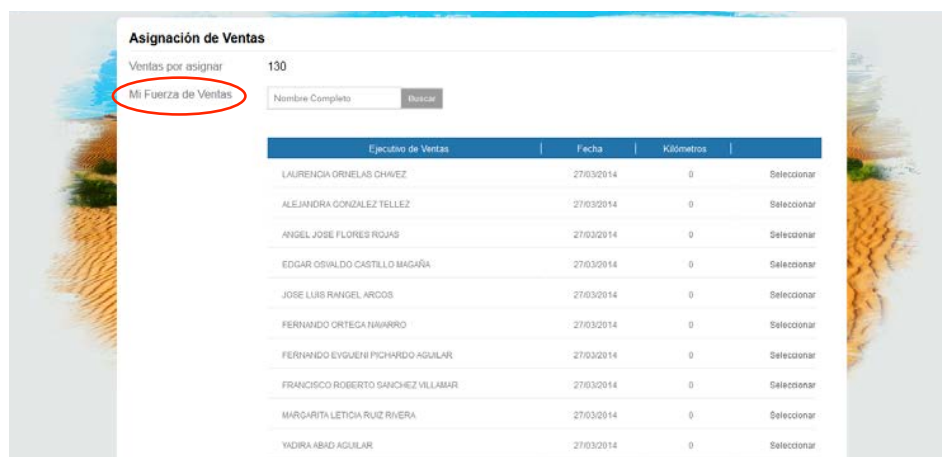 Asignación de Ventas
Ventas por asignar 130
Mi Fuerza de Ventas Nombre Completo Buscar
Ejecutivo de Ventas | Fecha | Kilómetros |
LAURENCIA ORNELAS CHAVEZ 27/03/2014 0 Seleccionar
ALEJANDRA GONZALEZ TELLEZ 27/03/2014 0 Seleccionar
ANGEL JOSE FLORES ROJAS 27/03/2014 0 Seleccionar
EDGAR OSVALDO CASTILLO MAGAÑA 27/03/2014 0 Seleccionar
JOSE LUIS RANGEL ARCOS 27/03/2014 0 Seleccionar
FERNANDO ORTEGA NAVARRO 27/03/2014 0 Seleccionar
FERNANDO EVGUENI PICHARDO AGUILAR 27/03/2014 0 Seleccionar
FRANCISCO ROBERTO SANCHEZ VILLAMAR 27/03/2014 0 Seleccionar
MARGARITA LETICIA RUIZ RIVERA 27/03/2014 0 Seleccionar
YADIRA ABAD AGUILAR 27/03/2014 0 Seleccionar